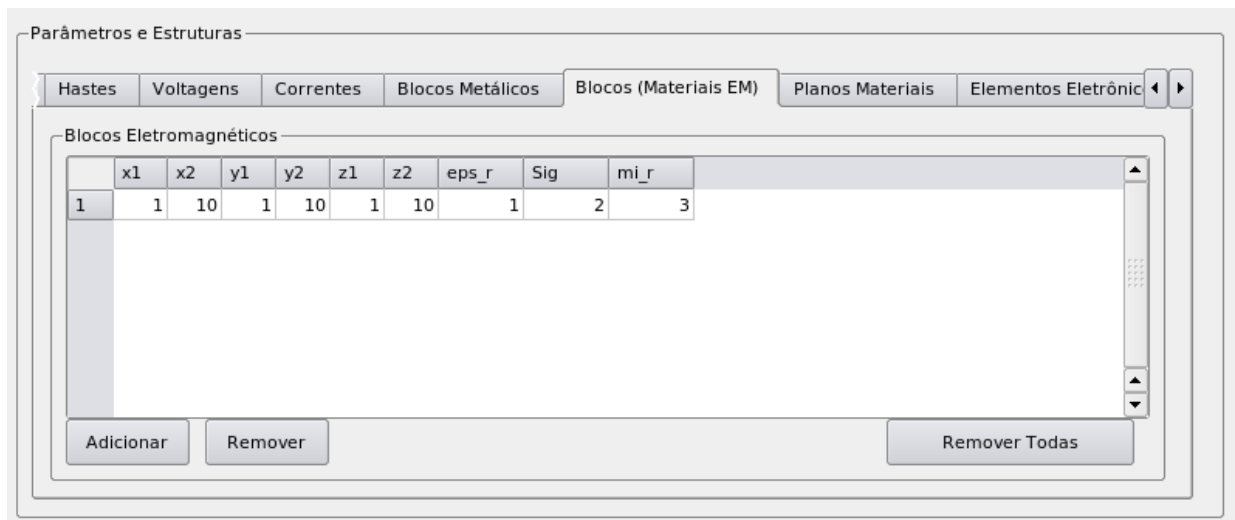 Parâmetros e Estruturas
Hastes Voltagens Correntes Blocos Metálicos Blocos (Materiais EM) Planos Materiais Elementos Eletrônic
Blocos Eletromagnéticos
x1 x2 y1 y2 z1 z2 eps_r Sig mi_r
1 1 10 1 10 1 10 1 2 3
Adicionar Remover Remover Todas